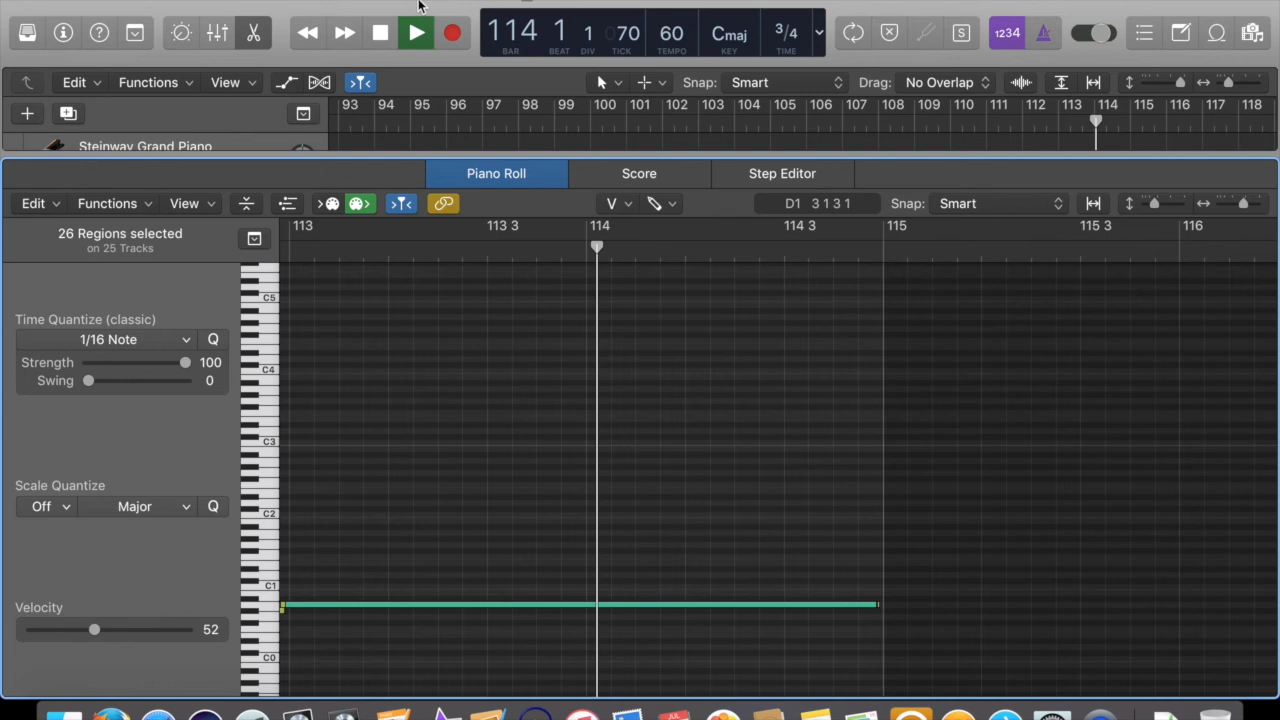 114 1 1 070 60 Cmaj 3/4
BAR BEAT DIV TICK TEMPO KEY TIME
S 1234
Edit Functions View Snap: Smart Drag: No Overlap
93 94 95 96 97 98 99 100 101 102 103 104 105 106 107 108 109 110 111 112 113 114 115 116 117 118
Steinway Grand Piano
Piano Roll Score Step Editor
Edit Functions View V D1 3 1 3 1 Snap: Smart
26 Regions selected
on 25 Tracks
113 113 3 114 114 3 115 115 3 116
C5
Time Quantize (classic)
1/16 Note Q
Strength 100
Swing 0
C4
C3
Scale Quantize
Off Major Q
C2
C1
Velocity
52
C0
JUL